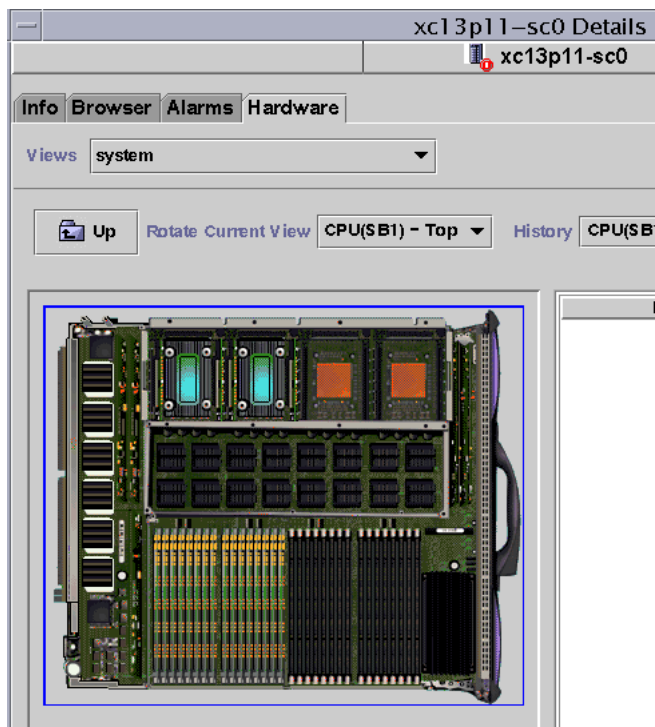 xc13p11-sc0 Details
xc13p11-sc0
Info Browser Alarms Hardware
Views system
Up Rotate Current View CPU(SB1) - Top History CPU(SB1